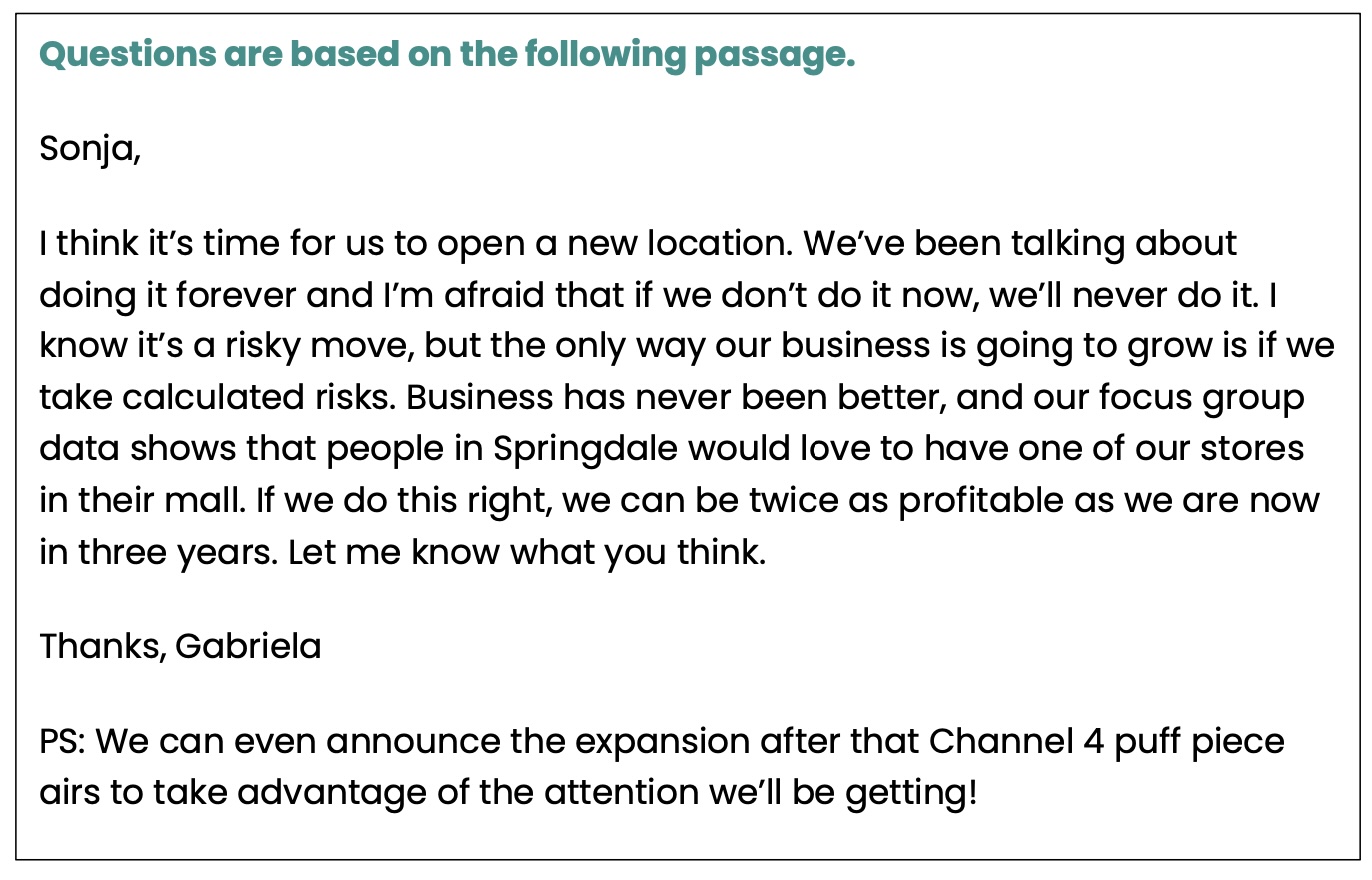 Questions are based on the following passage.
Sonja,
I think it’s time for us to open a new location. We’ve been talking about
doing it forever and I’m afraid that if we don’t do it now, we’ll never do it. I
know it’s a risky move, but the only way our business is going to grow is if we
take calculated risks. Business has never been better, and our focus group
data shows that people in Springdale would love to have one of our stores
in their mall. If we do this right, we can be twice as profitable as we are now
in three years. Let me know what you think.
Thanks, Gabriela
PS: We can even announce the expansion after that Channel 4 puff piece
airs to take advantage of the attention we’ll be getting!